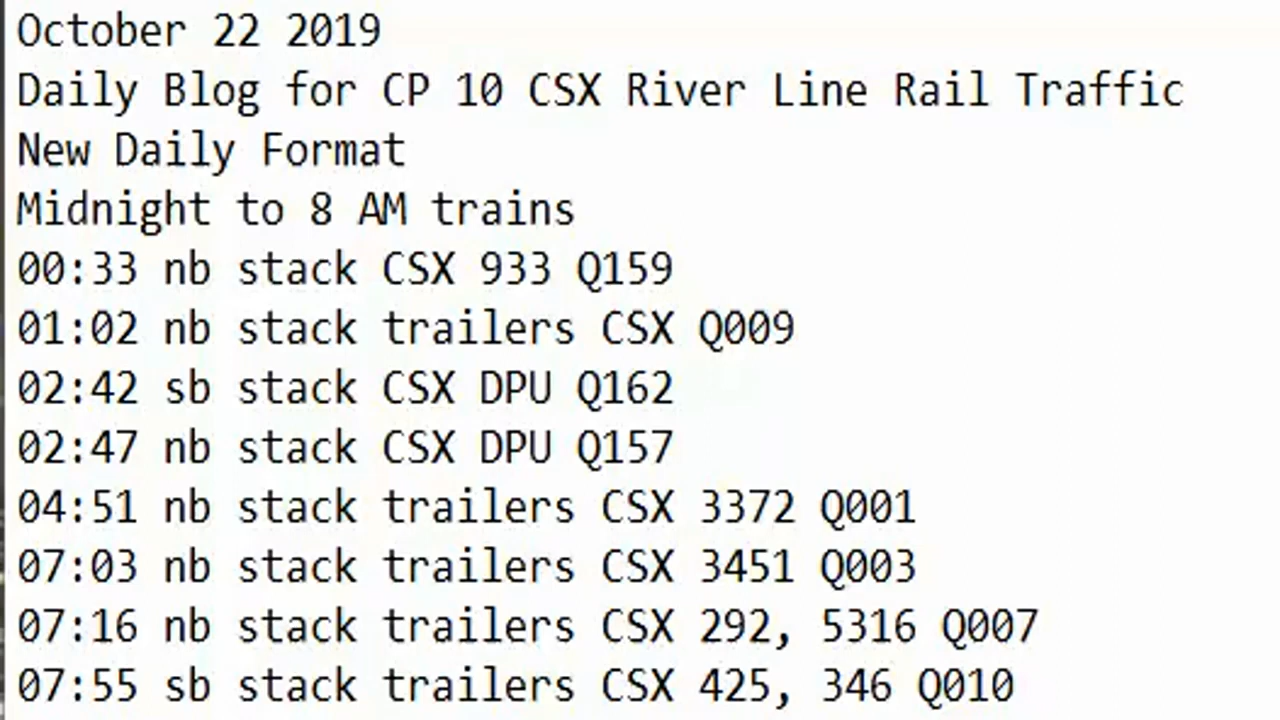 October 22 2019
Daily Blog for CP 10 CSX River Line Rail Traffic
New Daily Format
Midnight to 8 AM trains
00:33 nb stack CSX 933 Q159
01:02 nb stack trailers CSX Q009
02:42 sb stack CSX DPU Q162
02:47 nb stack CSX DPU Q157
04:51 nb stack trailers CSX 3372 Q001
07:03 nb stack trailers CSX 3451 Q003
07:16 nb stack trailers CSX 292, 5316 Q007
07:55 sb stack trailers CSX 425, 346 Q010